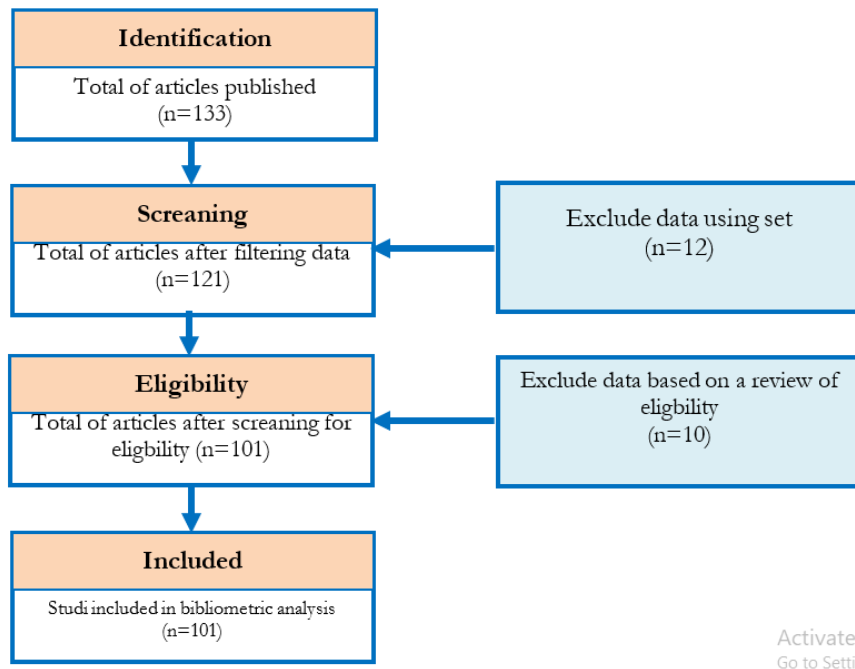 Identification
Total of articles published
(n=133)
Screaning
Total of articles after filtering data
(n=121)
Exclude data using set
(n=12)
Eligibility
Total of articles after screaning for
eligbility (n=101)
Exclude data based on a review of
eligbility
(n=10)
Included
Studi included in bibliometric analysis
(n=101)
Activate
Go to Setti